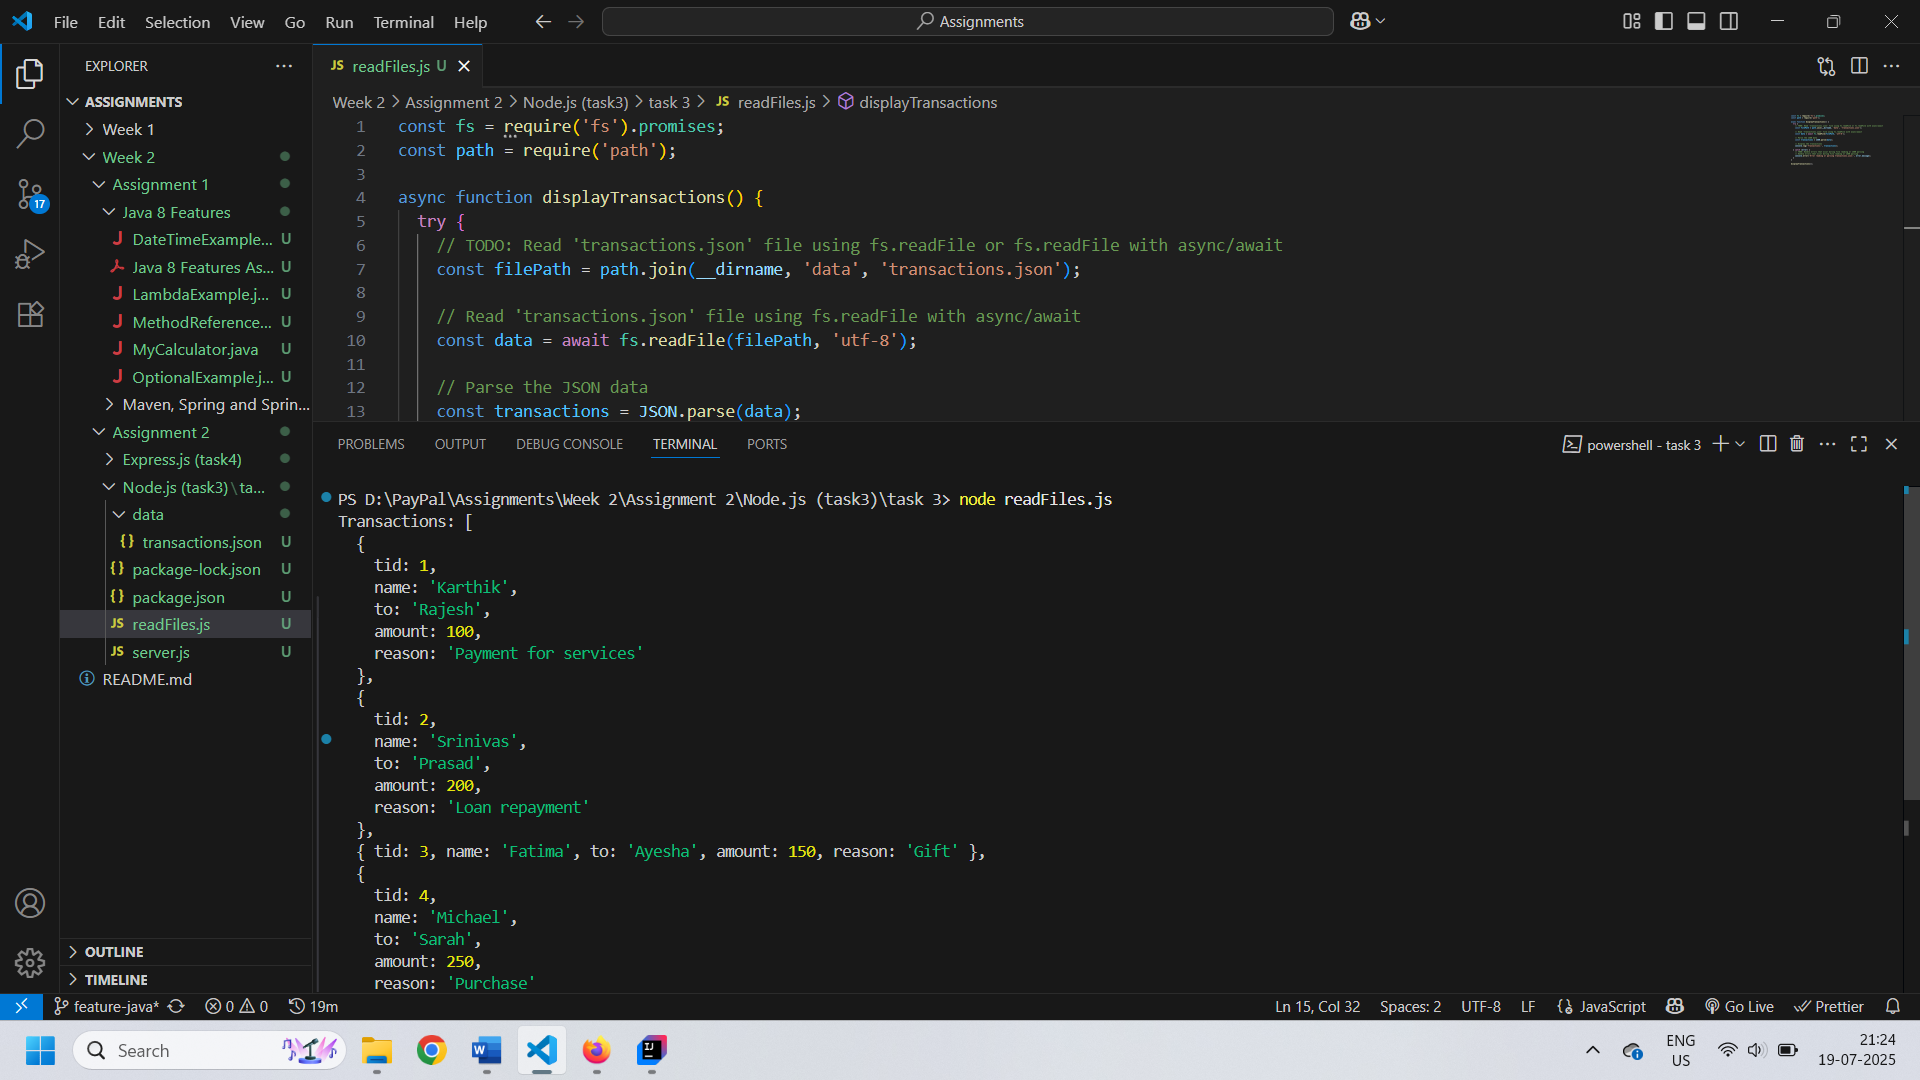 File Edit Selection View Go Run Terminal Help
Assignments
EXPLORER
ASSIGNMENTS
Week 1
Week 2
Assignment 1
Java 8 Features
DateTimeExample... U
Java 8 Features As... U
LambdaExample.j... U
MethodReference... U
MyCalculator.java U
OptionalExample.j... U
Maven, Spring and Sprin...
Assignment 2
Express.js (task4)
Node.js (task3) \ ta...
data
transactions.json U
package-lock.json U
package.json U
JS readFiles.js U
JS server.js U
README.md
OUTLINE
TIMELINE
17
JS readFiles.js U
Week 2 > Assignment 2 > Node.js (task3) > task 3 > JS readFiles.js > displayTransactions
1 const fs = require('fs').promises;
2 const path = require('path');
3
4 async function displayTransactions() {
5 try {
6 // TODO: Read 'transactions.json' file using fs.readFile or fs.readFile with async/await
7 const filePath = path.join(__dirname, 'data', 'transactions.json');
8
9 // Read 'transactions.json' file using fs.readFile with async/await
10 const data = await fs.readFile(filePath, 'utf-8');
11
12 // Parse the JSON data
13 const transactions = JSON.parse(data);
PROBLEMS OUTPUT DEBUG CONSOLE TERMINAL PORTS
powershell - task 3
PS D:\PayPal\Assignments\Week 2\Assignment 2\Node.js (task3)\task 3> node readFiles.js
Transactions: [
{
tid: 1,
name: 'Karthik',
to: 'Rajesh',
amount: 100,
reason: 'Payment for services'
},
{
tid: 2,
name: 'Srinivas',
to: 'Prasad',
amount: 200,
reason: 'Loan repayment'
},
{ tid: 3, name: 'Fatima', to: 'Ayesha', amount: 150, reason: 'Gift' },
{
tid: 4,
name: 'Michael',
to: 'Sarah',
amount: 250,
reason: 'Purchase'
feature-java* 0 0 19m
Ln 15, Col 32 Spaces: 2 UTF-8 LF JavaScript Go Live Prettier
Search
ENG
US
21:24
19-07-2025